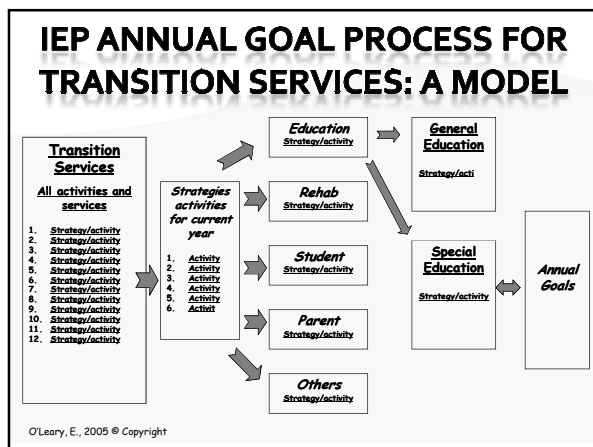 IEP ANNUAL GOAL PROCESS FOR
TRANSITION SERVICES: A MODEL
Transition
Services
All activities and
services
1. Strategy/activity
2. Strategy/activity
3. Strategy/activity
4. Strategy/activity
5. Strategy/activity
6. Strategy/activity
7. Strategy/activity
8. Strategy/activity
9. Strategy/activity
10. Strategy/activity
11. Strategy/activity
12. Strategy/activity
Strategies
activities
for current
year
1. Activity
2. Activity
3. Activity
4. Activity
5. Activity
6. Activit
Education
Strategy/activity
Rehab
Strategy/activity
Student
Strategy/activity
Parent
Strategy/activity
Others
Strategy/activity
General
Education
Strategy/acti
Special
Education
Strategy/activity
Annual
Goals
O'Leary, E., 2005 © Copyright